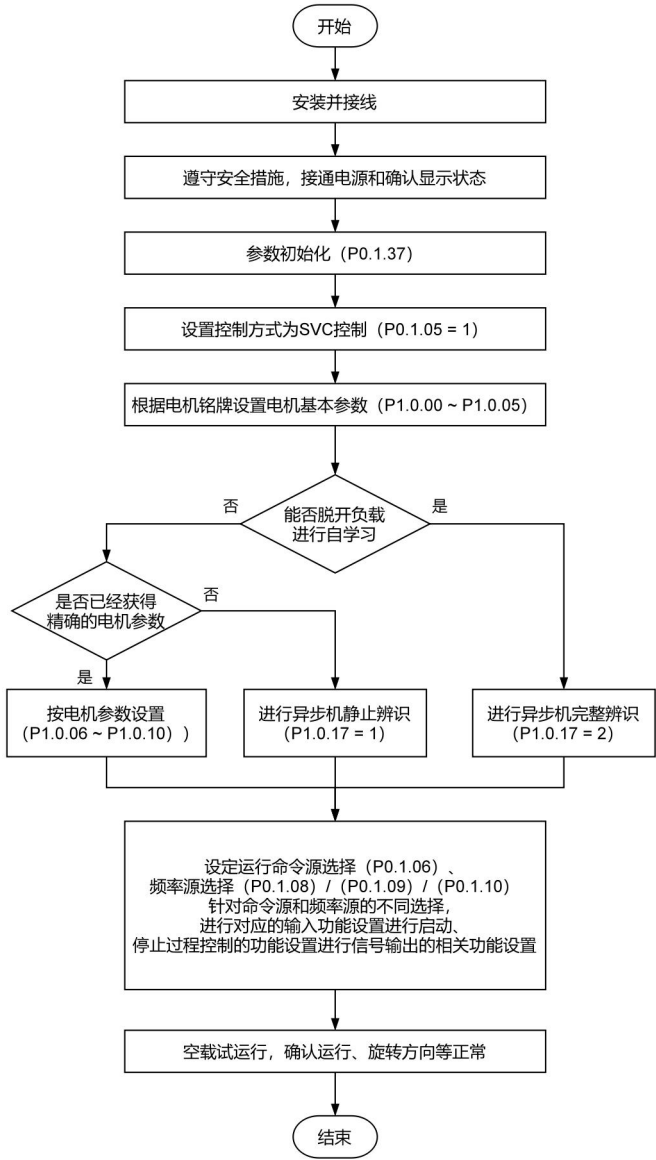 开始
安装并接线
遵守安全措施，接通电源和确认显示状态
参数初始化（P0.1.37）
设置控制方式为SVC控制（P0.1.05 = 1）
根据电机铭牌设置电机基本参数（P1.0.00 ~ P1.0.05）
否
能否脱开负载
进行自学习
是
是否已经获得
精确的电机参数
否
是
按电机参数设置
（P1.0.06 ~ P1.0.10））
进行异步机静止辨识
（P1.0.17 = 1）
进行异步机完整辨识
（P1.0.17 = 2）
设定运行命令源选择（P0.1.06）、
频率源选择（P0.1.08）/（P0.1.09）/（P0.1.10）
针对命令源和频率源的不同选择，
进行对应的输入功能设置进行启动、
停止过程控制的功能设置进行信号输出的相关功能设置
空载试运行，确认运行、旋转方向等正常
结束